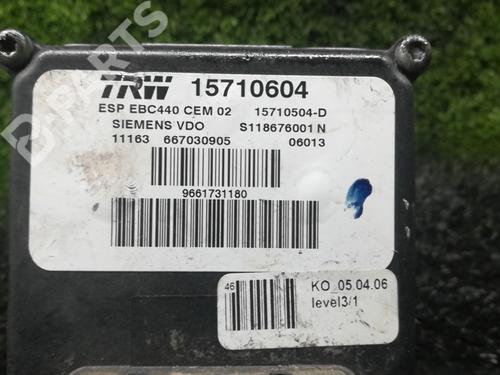 TRW 15710604
ESP EBC440 CEM 02 15710504-D
SIEMENS VDO S118676001 N
11163 667030905 06013
9661731180
46 KO_05.04.06
level3/1